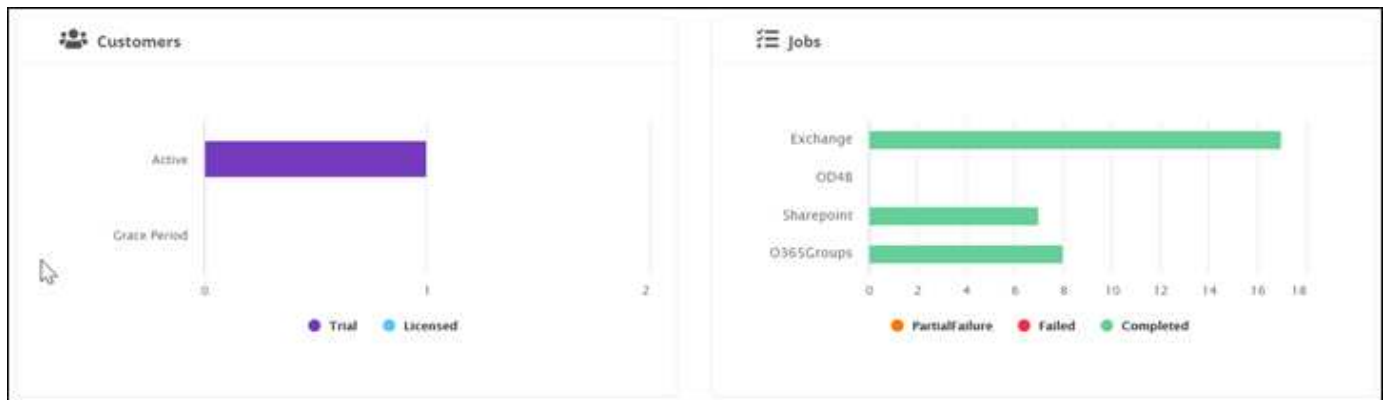 Customers
Active
Grace Period
0 1 2
Trial Licensed
Jobs
Exchange
OD4B
Sharepoint
O365Groups
0 2 4 6 8 10 12 14 16 18
PartialFailure Failed Completed